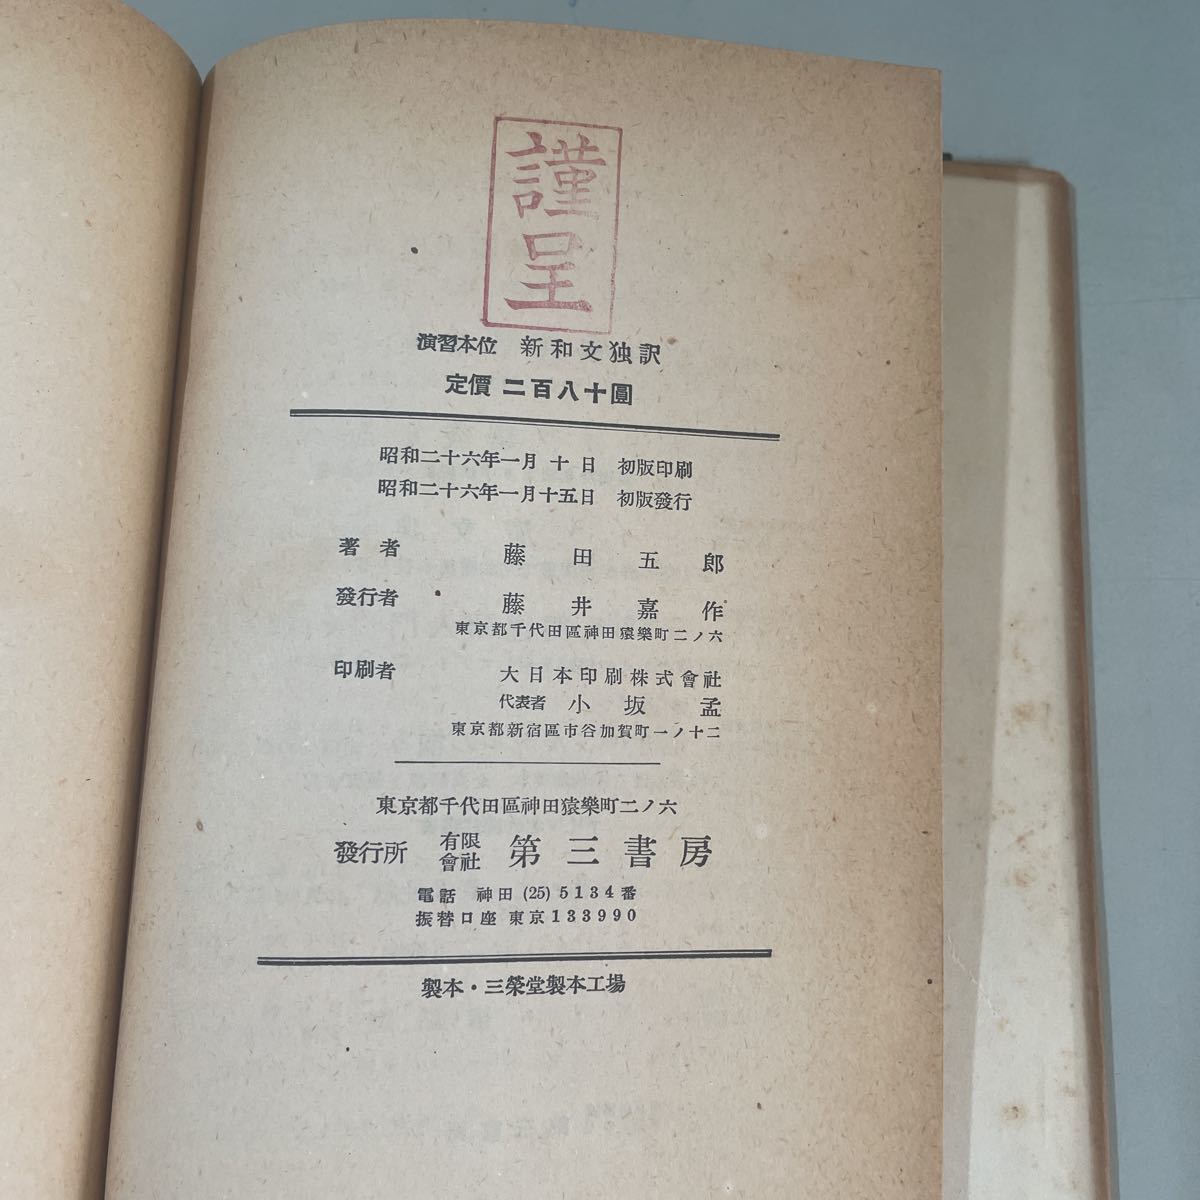 謹呈
演習本位 新和文独訳
定價 二百八十圓
昭和二十六年一月十日 初版印刷
昭和二十六年一月十五日 初版發行
著者 藤田五郎
發行者 藤井嘉作
東京都千代田區神田猿樂町二ノ六
印刷者 大日本印刷株式會社
代表者 小坂孟
東京都新宿區市谷加賀町一ノ十二
東京都千代田區神田猿樂町二ノ六
發行所 有限會社 第三書房
電話 神田 (25) 5134番
振替口座 東京133990
製本・三榮堂製本工場